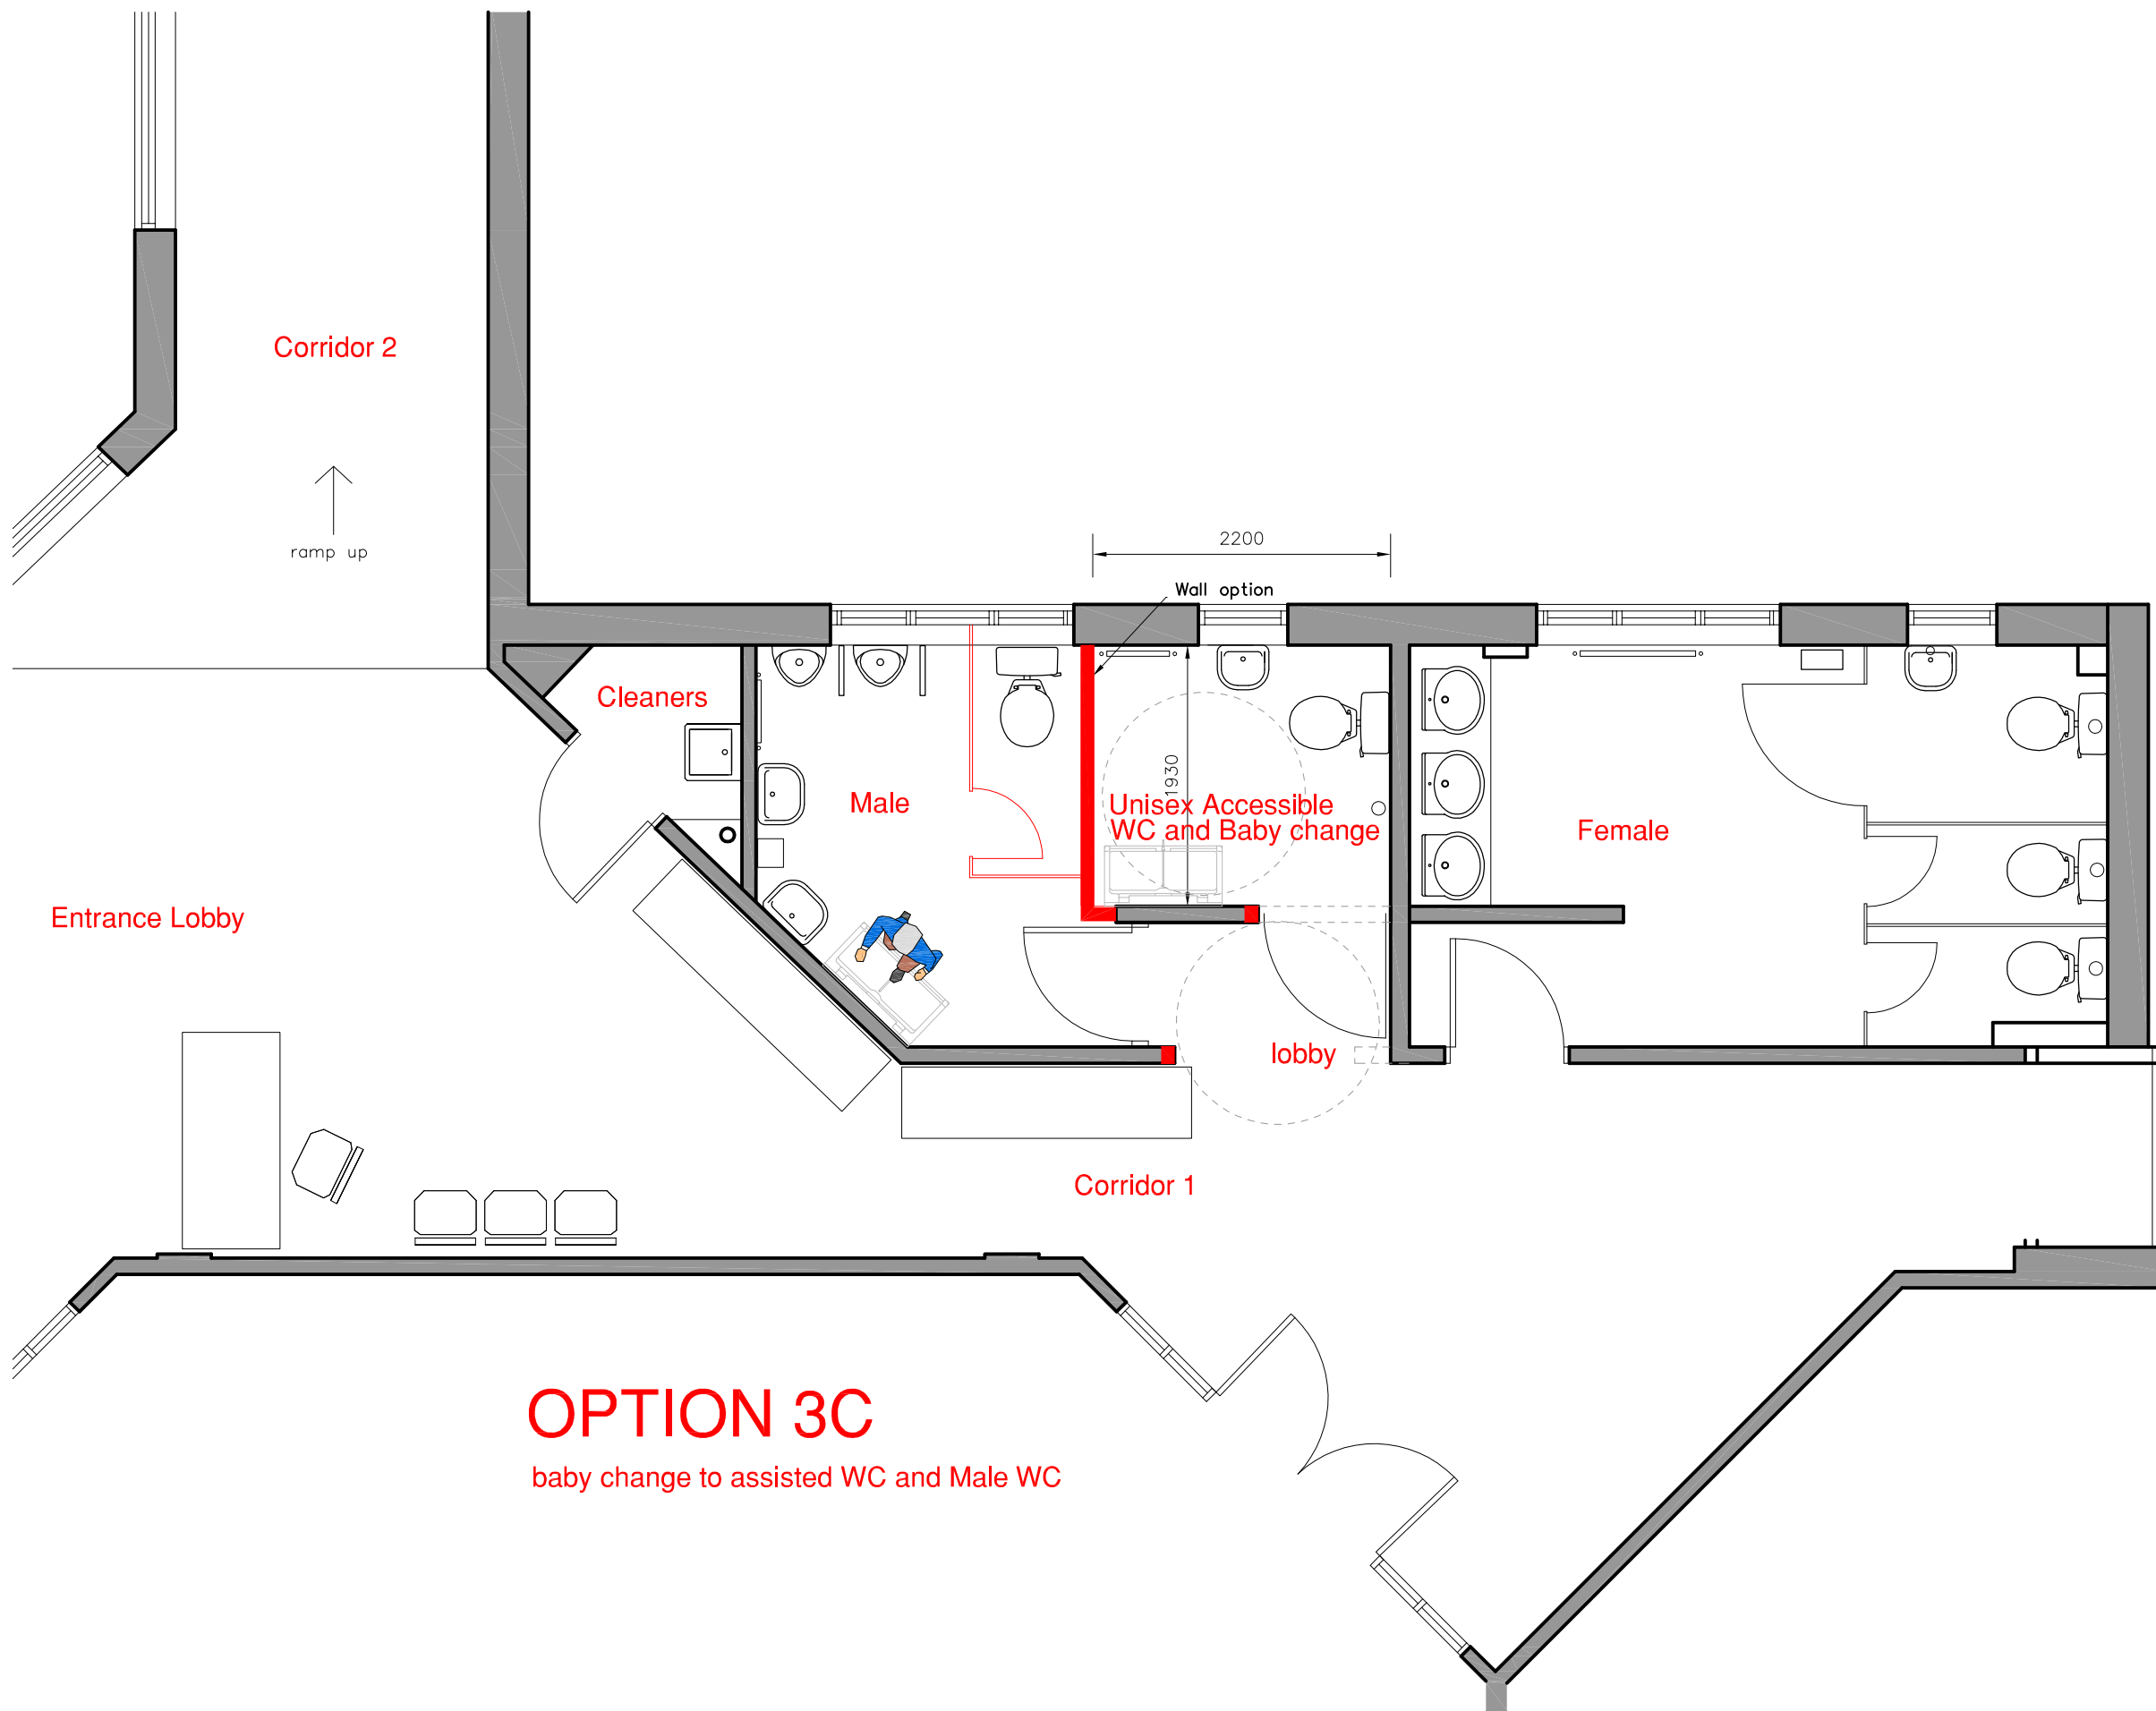 Corridor 2
ramp up
2200
Wall option
Cleaners
Male
1930
Unisex Accessible
WC and Baby change
Female
Entrance Lobby
lobby
Corridor 1
OPTION 3C
baby change to assisted WC and Male WC